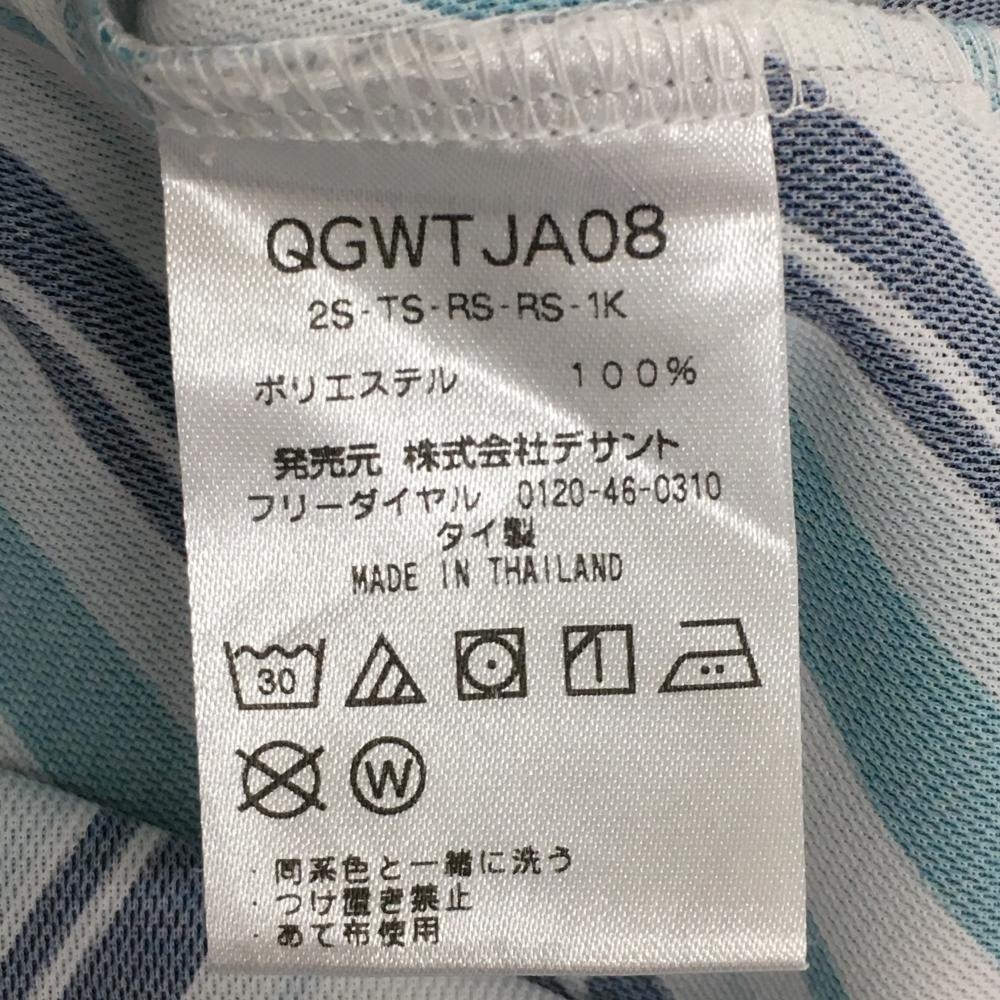 QGWTJA08
2S-TS-RS-RS-1K
ポリエステル 100%
発売元 株式会社デサント
フリーダイヤル 0120-46-0310
タイ製
MADE IN THAILAND
30
W
・同系色と一緒に洗う
・つけ置き禁止
・あて布使用